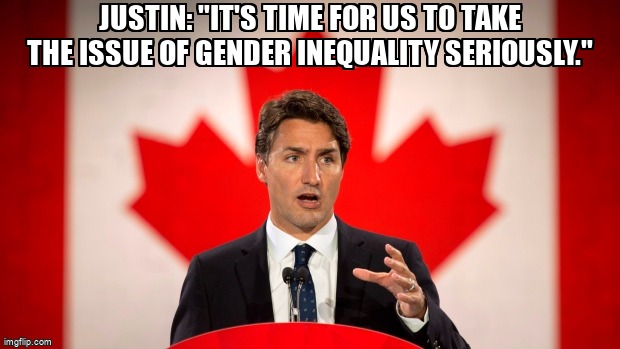 JUSTIN: "IT'S TIME FOR US TO TAKE
THE ISSUE OF GENDER INEQUALITY SERIOUSLY."
imgflip.com